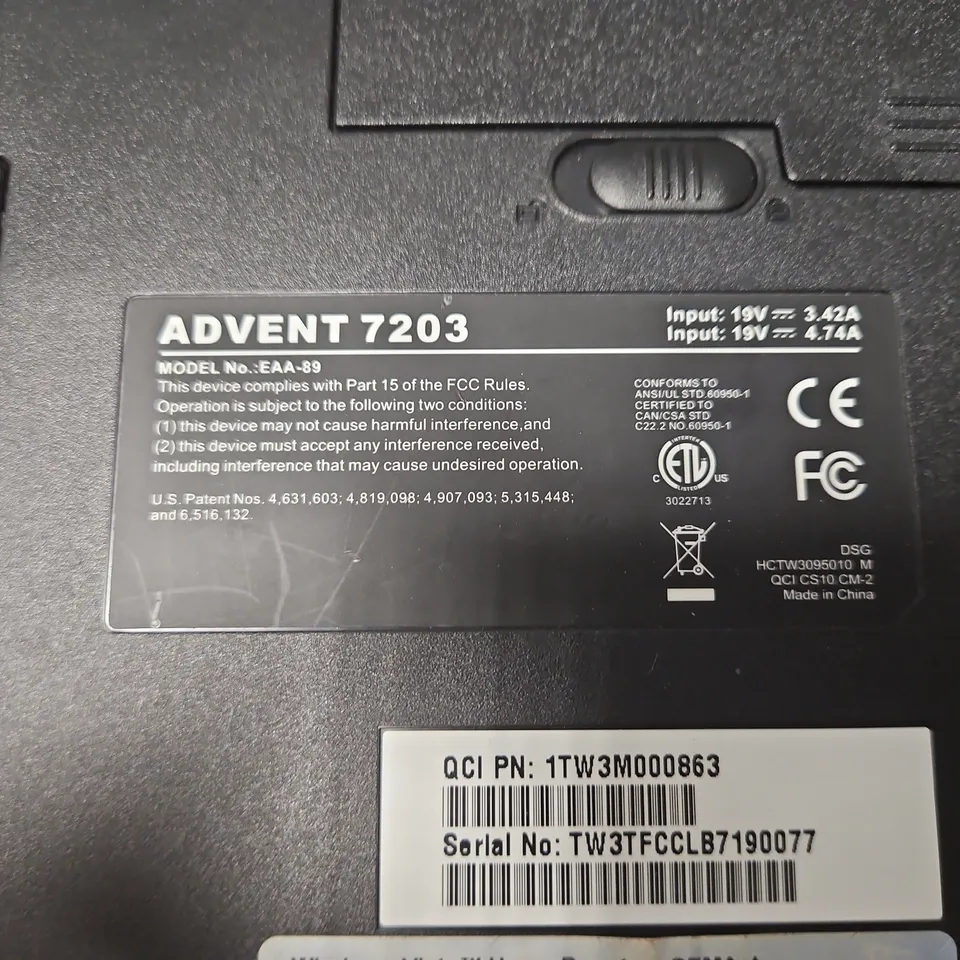 ADVENT 7203
Input: 19V ⎓ 3.42A
Input: 19V ⎓ 4.74A
MODEL No.:EAA-89
This device complies with Part 15 of the FCC Rules.
Operation is subject to the following two conditions:
(1) this device may not cause harmful interference,and
(2) this device must accept any interference received,
including interference that may cause undesired operation.
U.S. Patent Nos. 4,631,603; 4,819,098; 4,907,093; 5,315,448;
and 6,516,132.
CONFORMS TO
ANSI/UL STD.60950-1
CERTIFIED TO
CAN/CSA STD
C22.2 NO.60950-1
CE
INTERTEK
C ETL US
LISTED
3022713
FC
DSG
HCTW3095010 M
QCI CS10 CM-2
Made in China
QCI PN: 1TW3M000863
Serial No: TW3TFCCLB7190077